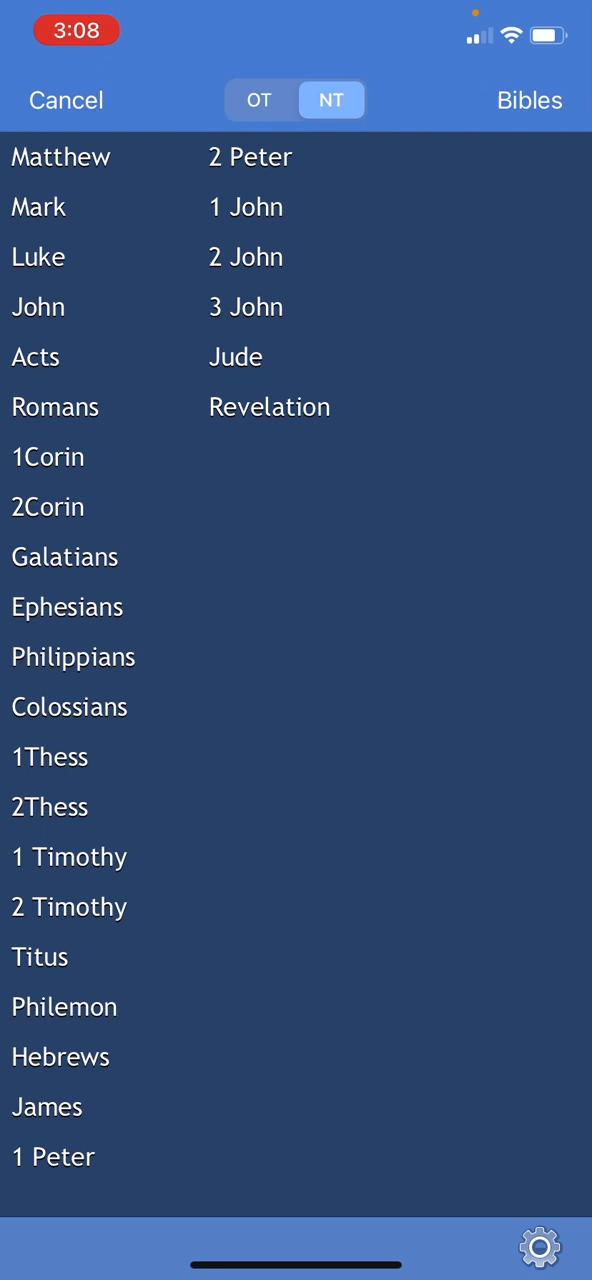 3:08
Cancel
OT
NT
Bibles
Matthew
Mark
Luke
John
Acts
Romans
1Corin
2Corin
Galatians
Ephesians
Philippians
Colossians
1Thess
2Thess
1 Timothy
2 Timothy
Titus
Philemon
Hebrews
James
1 Peter
2 Peter
1 John
2 John
3 John
Jude
Revelation